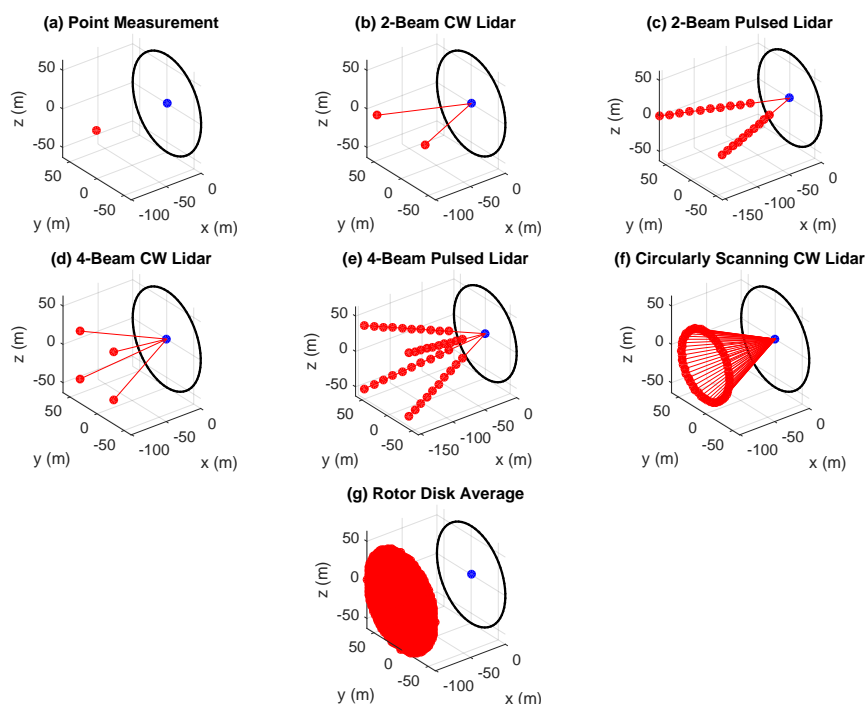 (a) Point Measurement
50
0
-50
z (m)
50
0
-50
y (m)
-100
-50
0
x (m)
(b) 2-Beam CW Lidar
50
0
-50
z (m)
50
0
-50
y (m)
-100
-50
0
x (m)
(c) 2-Beam Pulsed Lidar
50
0
-50
z (m)
50
0
-50
y (m)
-150
-100
-50
0
x (m)
(d) 4-Beam CW Lidar
50
0
-50
z (m)
50
0
-50
y (m)
-100
-50
0
x (m)
(e) 4-Beam Pulsed Lidar
50
0
-50
z (m)
50
0
-50
y (m)
-150
-100
-50
0
x (m)
(f) Circularly Scanning CW Lidar
50
0
-50
z (m)
50
0
-50
y (m)
-100
-50
0
x (m)
(g) Rotor Disk Average
50
0
-50
z (m)
50
0
-50
y (m)
-100
-50
0
x (m)